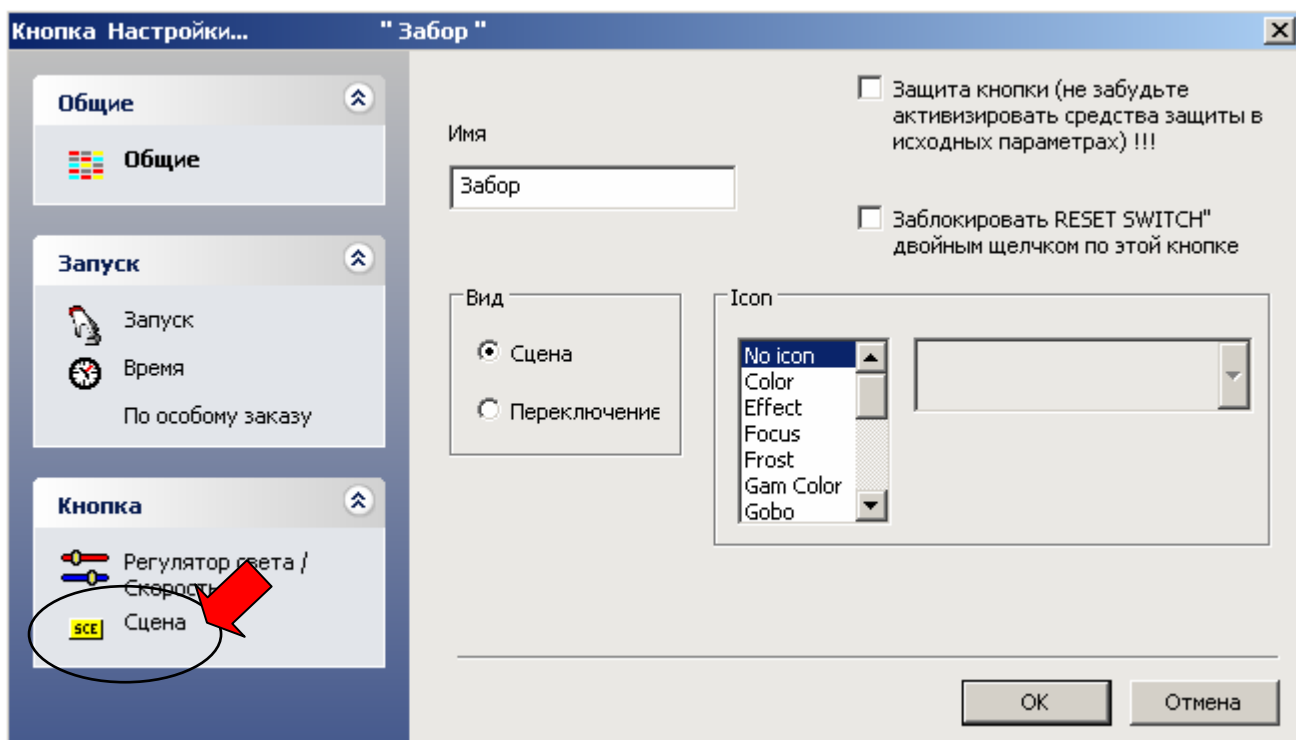 Кнопка Настройки... " Забор "
Общие
Общие
Запуск
Запуск
Время
По особому заказу
Кнопка
Регулятор света /
Скорость
SCE Сцена
Имя
Забор
Защита кнопки (не забудьте
активизировать средства защиты в
исходных параметрах) !!!
Заблокировать RESET SWITCH"
двойным щелчком по этой кнопке
Вид
Сцена
Переключение
Icon
No icon
Color
Effect
Focus
Frost
Gam Color
Gobo
OK
Отмена